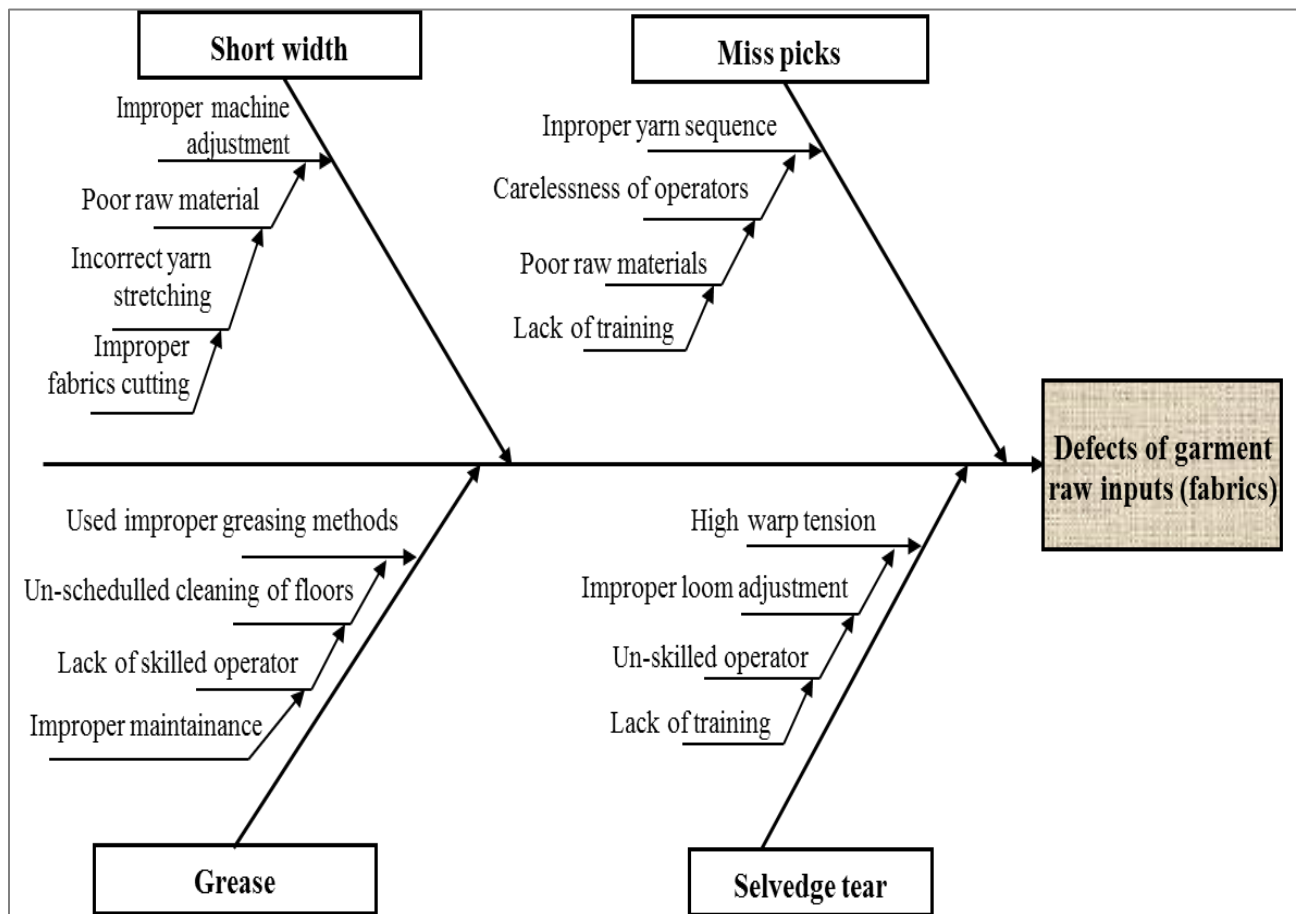 Short width
Improper machine
adjustment
Poor raw material
Incorrect yarn
stretching
Improper
fabrics cutting
Miss picks
Inproper yarn sequence
Carelessness of operators
Poor raw materials
Lack of training
Defects of garment
raw inputs (fabrics)
Used improper greasing methods
Un-schedulled cleaning of floors
Lack of skilled operator
Improper maintainance
Grease
High warp tension
Improper loom adjustment
Un-skilled operator
Lack of training
Selvedge tear